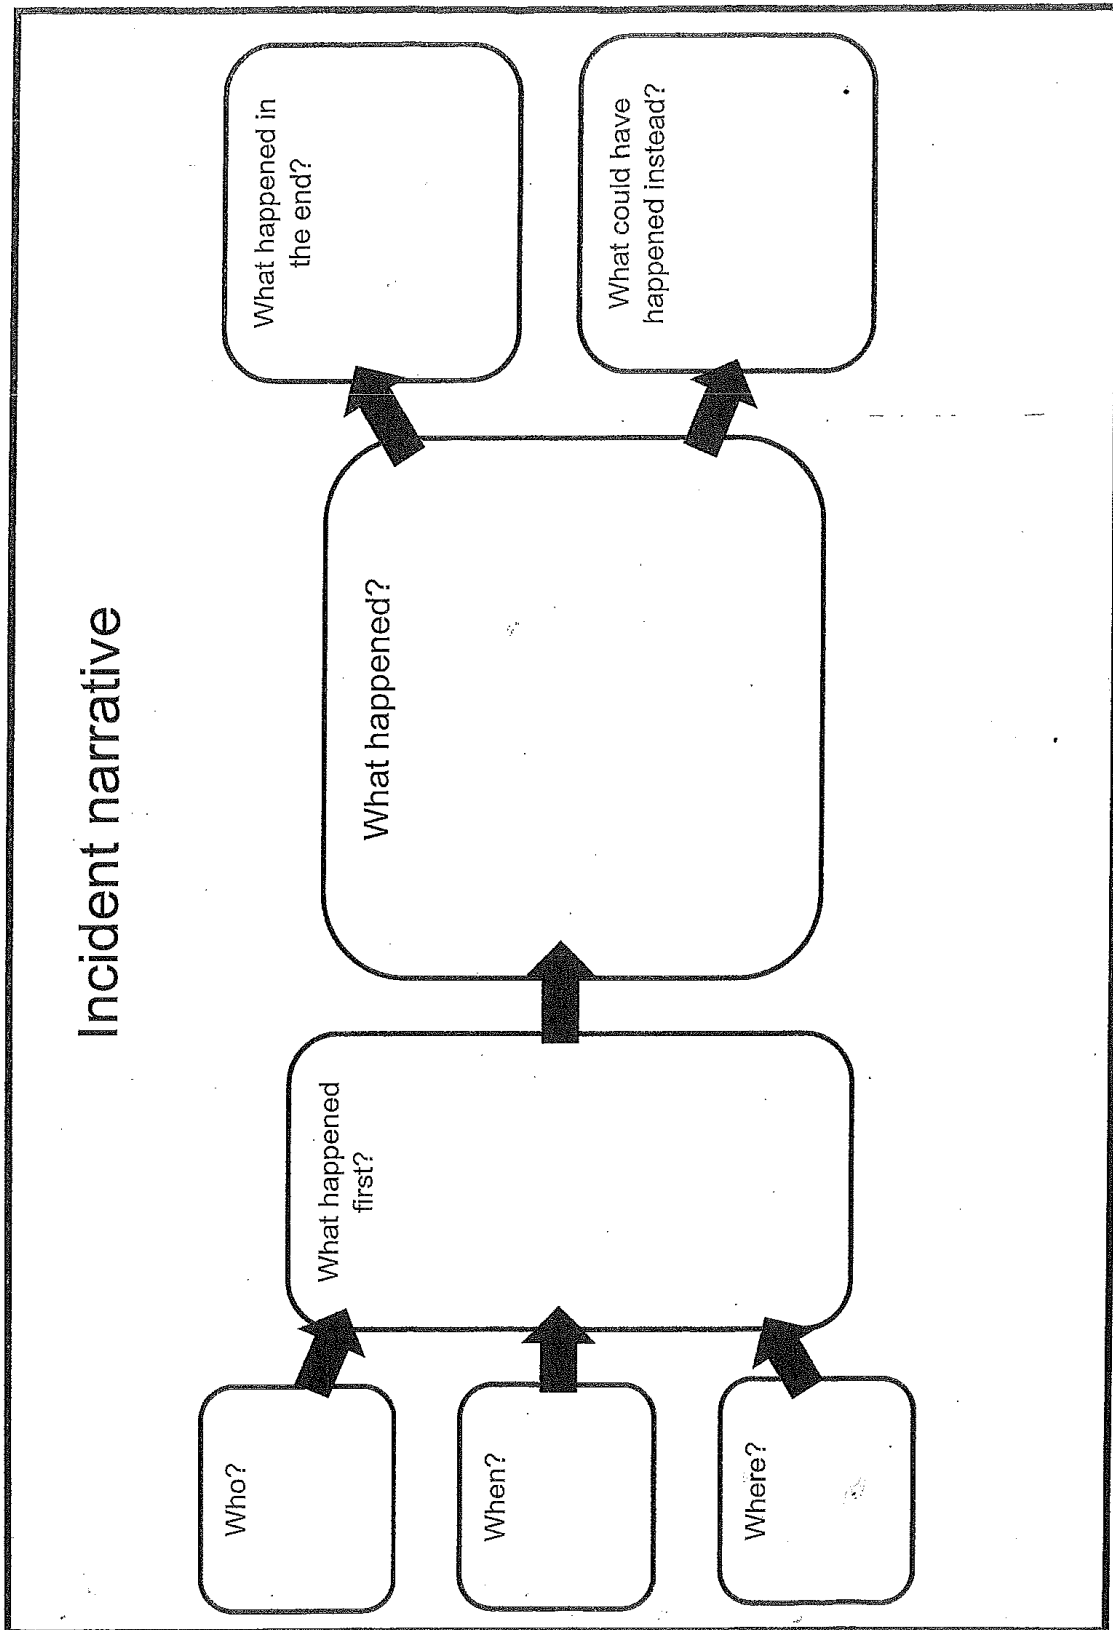 Incident narrative
Who?
When?
Where?
What happened
first?
What happened?
What happened in
the end?
What could have
happened instead?